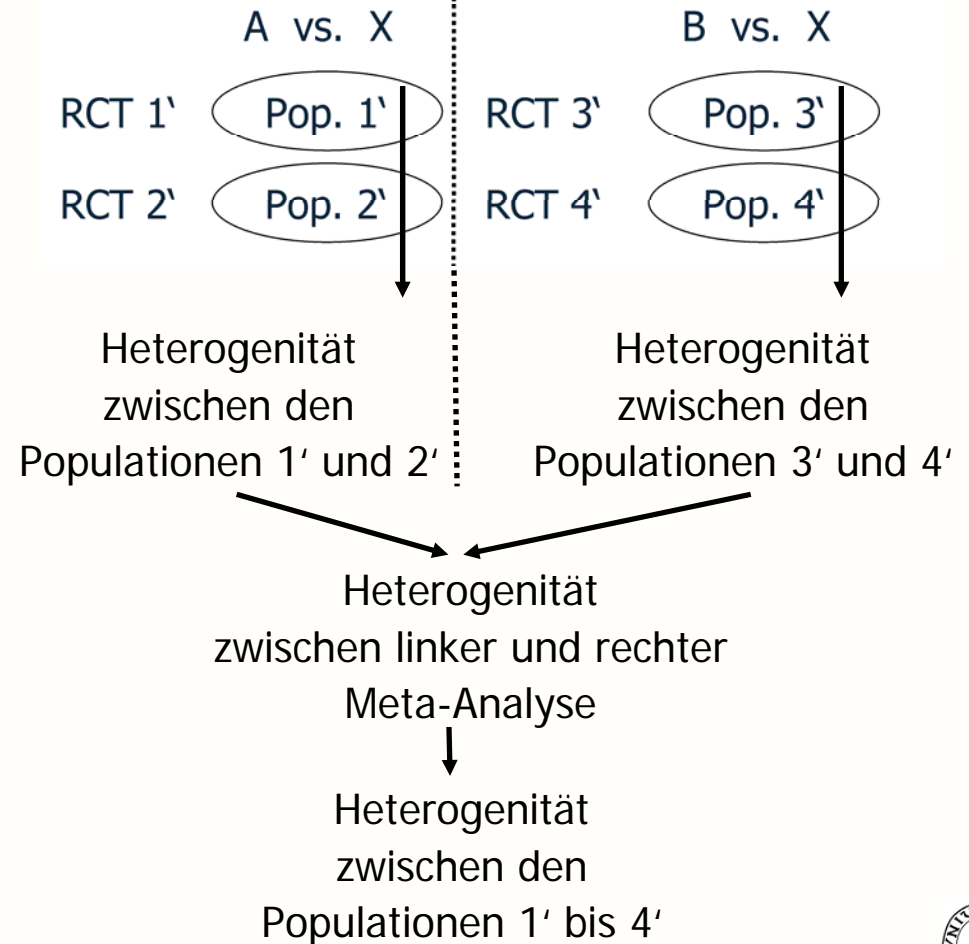 A vs. X
B vs. X
RCT 1‘ Pop. 1‘
RCT 3‘ Pop. 3‘
RCT 2‘ Pop. 2‘
RCT 4‘ Pop. 4‘
Heterogenität
zwischen den
Populationen 1‘ und 2‘
Heterogenität
zwischen den
Populationen 3‘ und 4‘
Heterogenität
zwischen linker und rechter
Meta-Analyse
Heterogenität
zwischen den
Populationen 1‘ bis 4‘